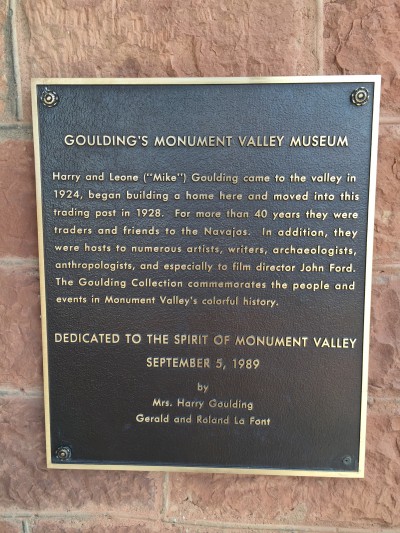 GOULDING'S MONUMENT VALLEY MUSEUM
Harry and Leone ("Mike") Goulding came to the valley in
1924, began building a home here and moved into this
trading post in 1928. For more than 40 years they were
traders and friends to the Navajos. In addition, they
were hosts to numerous artists, writers, archaeologists,
anthropologists, and especially to film director John Ford.
The Goulding Collection commemorates the people and
events in Monument Valley's colorful history.
DEDICATED TO THE SPIRIT OF MONUMENT VALLEY
SEPTEMBER 5, 1989
by
Mrs. Harry Goulding
Gerald and Roland La Font